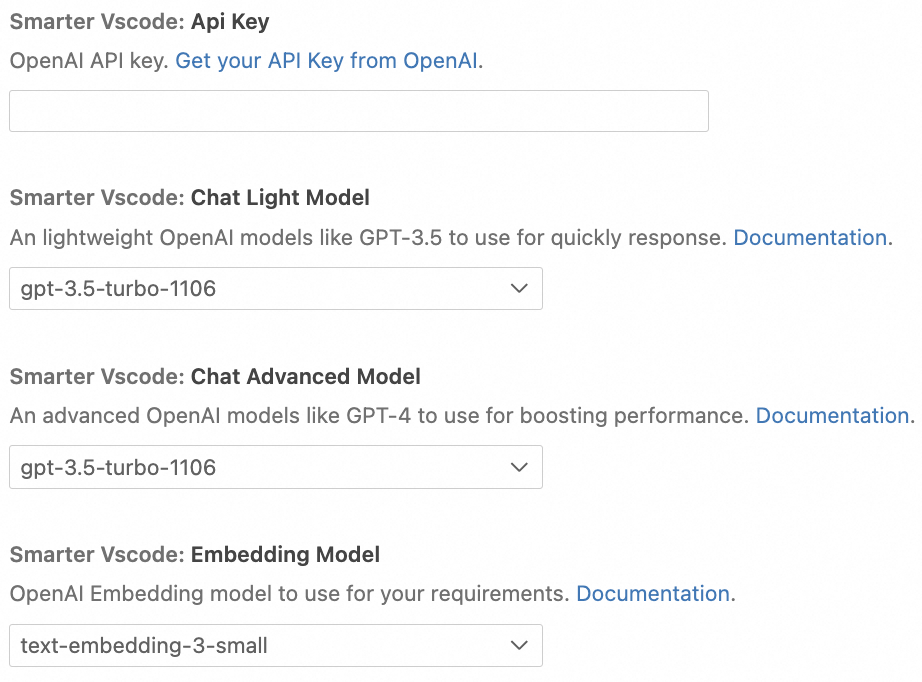 Smarter Vscode: Api Key
OpenAI API key. Get your API Key from OpenAI.
Smarter Vscode: Chat Light Model
An lightweight OpenAI models like GPT-3.5 to use for quickly response. Documentation.
gpt-3.5-turbo-1106
Smarter Vscode: Chat Advanced Model
An advanced OpenAI models like GPT-4 to use for boosting performance. Documentation.
gpt-3.5-turbo-1106
Smarter Vscode: Embedding Model
OpenAI Embedding model to use for your requirements. Documentation.
text-embedding-3-small